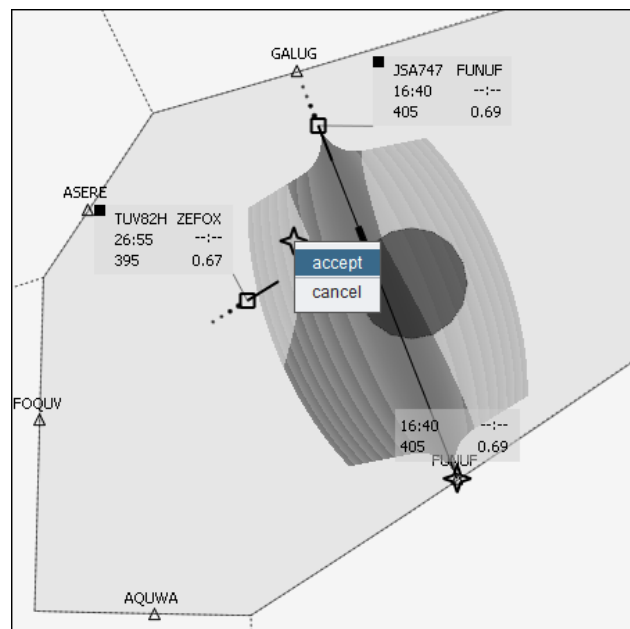 GALUG
JSA747 FUNUF
16:40 --:--
405 0.69
ASERE
TUV82H ZEFOX
26:55 --:--
395 0.67
accept
cancel
FOQUV
16:40 --:--
405 0.69
FUNUF
AQUWA